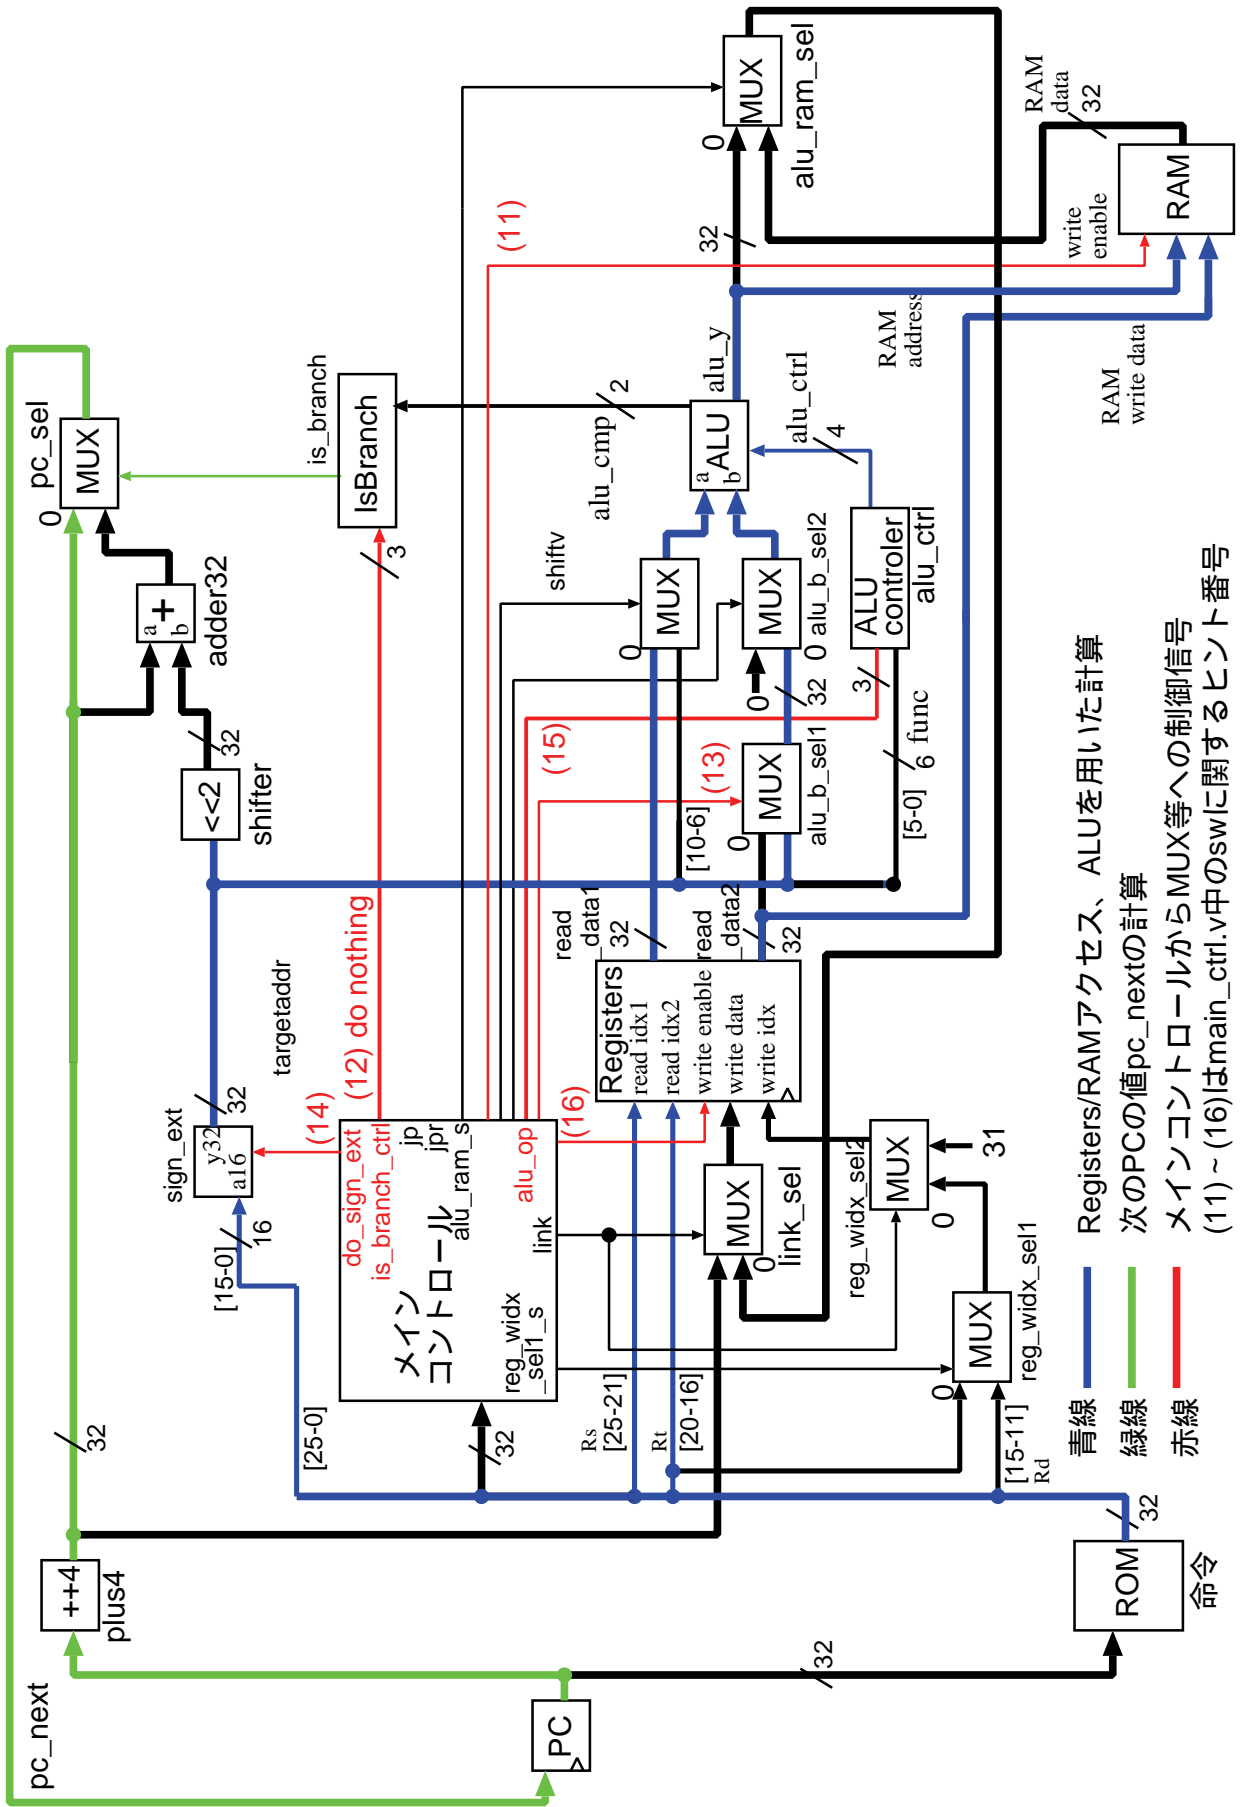 pc_next
++4
plus4
32
pc_sel
MUX
0
+
a
b
adder32
32
<<2
shifter
is_branch
IsBranch
3
targetaddr
sign_ext
y32
a16
32
[15-0]
16
[25-0]
(14)
(12) do nothing
do_sign_ext
is_branch_ctrl
jp
jpr
alu_ram_s
alu_op
link
reg_widx
_sel1_s
メイン
コントロール
32
(16)
(15)
(13)
(11)
PC
32
ROM
命令
32
Rs
[25-21]
Rt
[20-16]
[15-11]
Rd
Registers
read idx1
read idx2
write enable
write data
write idx
read
_data1
32
read
_data2
32
MUX
0
link_sel
reg_widx_sel2
MUX
0
31
MUX
0
reg_widx_sel1
[10-6]
shiftv
MUX
0
MUX
0
alu_b_sel1
32
MUX
0
0
alu_b_sel2
3
ALU
controler
alu_ctrl
6
func
[5-0]
alu_cmp
2
ALU
a
b
alu_y
alu_ctrl
4
32
MUX
0
alu_ram_sel
RAM
data
32
write
enable
RAM
RAM
address
RAM
write data
青線
Registers/RAMアクセス、ALUを用いた計算
緑線
次のPCの値pc_nextの計算
赤線
メインコントロールからMUX等への制御信号
(11) ~ (16)はmain_ctrl.v中のswに関するヒント番号